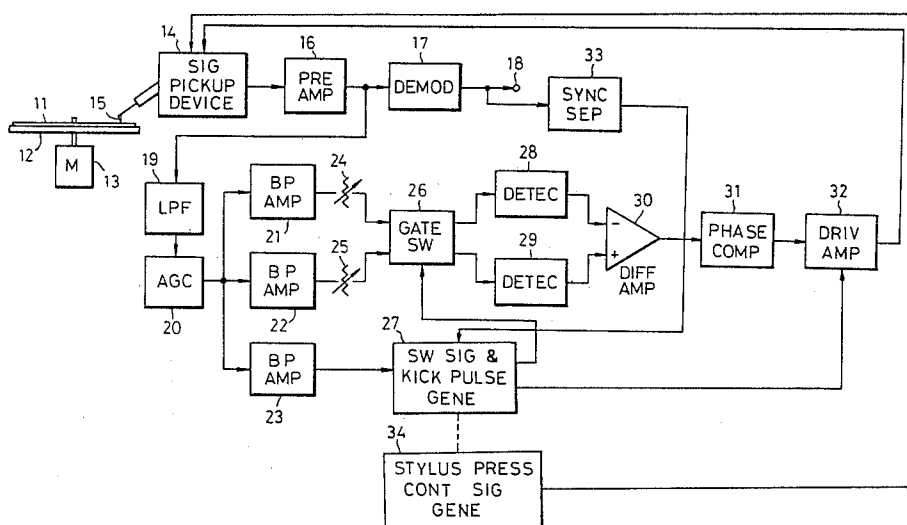 14
SIG
PICKUP
DEVICE
16
PRE
AMP
17
DEMOD
18
33
SYNC
SEP
11
15
12
M
13
19
LPF
AGC
20
BP
AMP
21
24
BP
AMP
22
25
BP
AMP
23
26
GATE
SW
28
DETEC
29
DETEC
30
−
+
DIFF
AMP
31
PHASE
COMP
32
DRIV
AMP
27
SW SIG &
KICK PULSE
GENE
34
STYLUS PRESS
CONT SIG
GENE